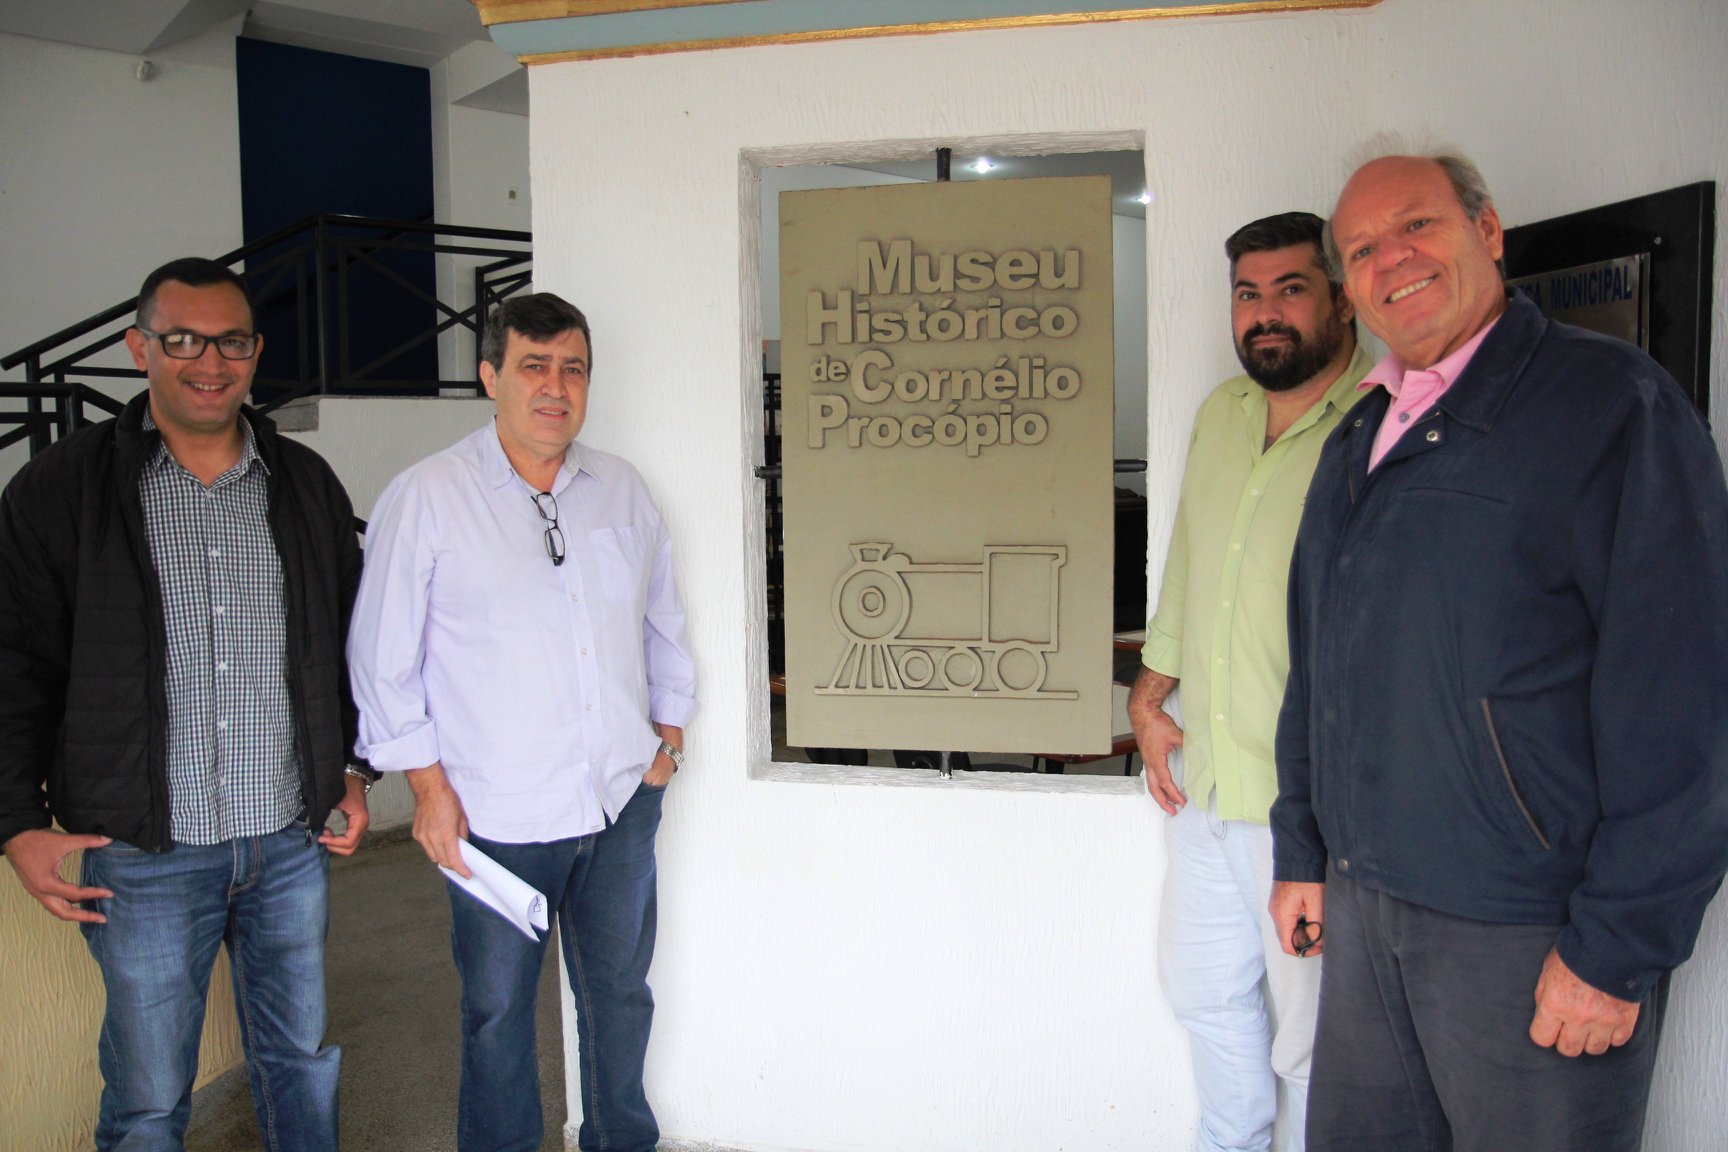 Museu
Histórico
de Cornélio
Procópio
MUNICIPAL